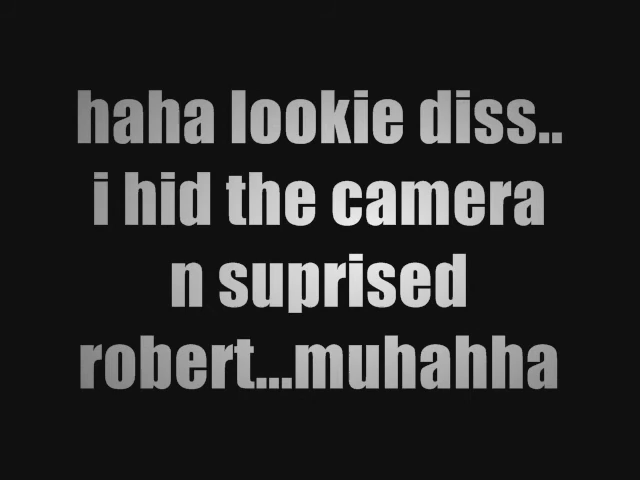 haha lookie diss..
i hid the camera
n suprised
robert...muhahha